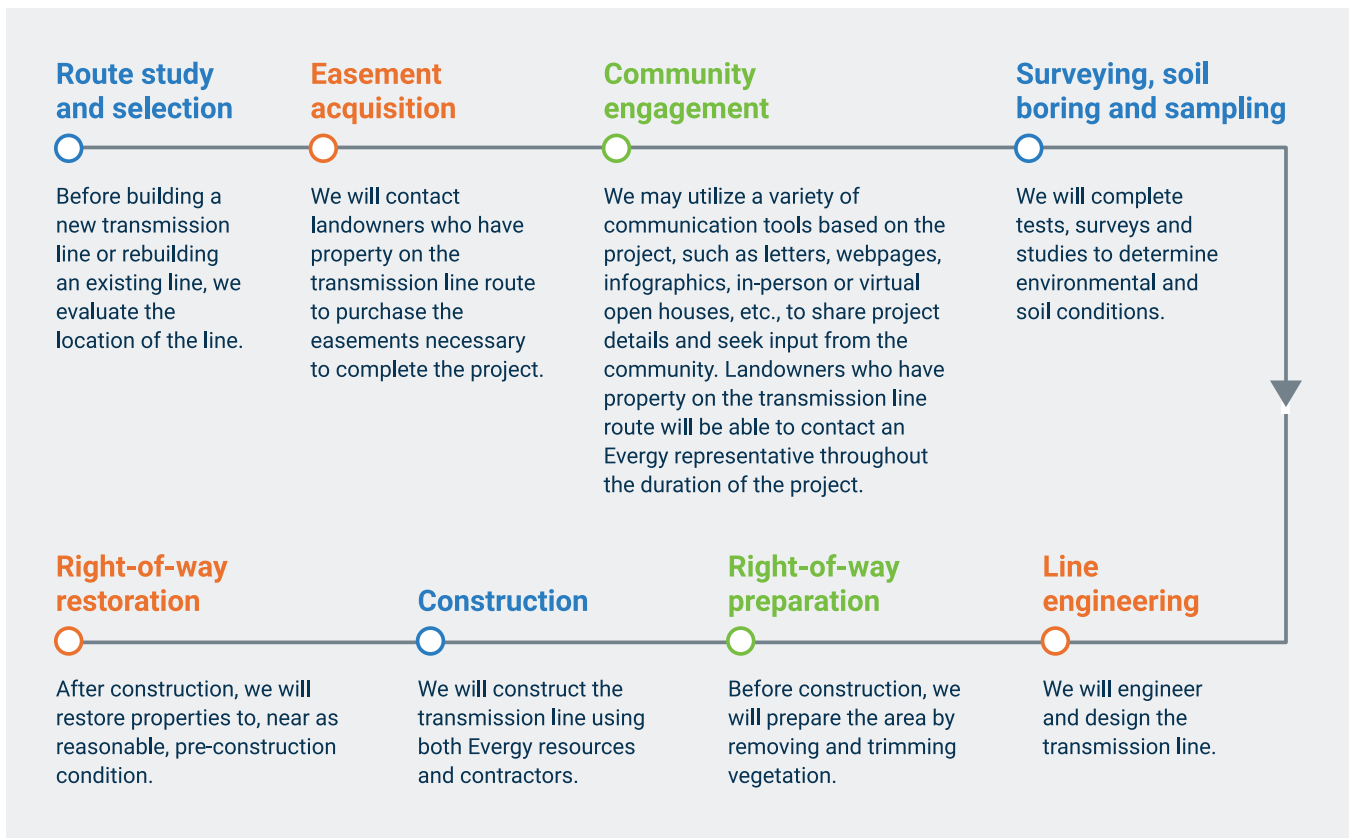 Route study
and selection
Before building a
new transmission
line or rebuilding
an existing line, we
evaluate the
location of the line.
Easement
acquisition
We will contact
landowners who have
property on the
transmission line route
to purchase the
easements necessary
to complete the project.
Community
engagement
We may utilize a variety of
communication tools based on the
project, such as letters, webpages,
infographics, in-person or virtual
open houses, etc., to share project
details and seek input from the
community. Landowners who have
property on the transmission line
route will be able to contact an
Evergy representative throughout
the duration of the project.
Surveying, soil
boring and sampling
We will complete
tests, surveys and
studies to determine
environmental and
soil conditions.
Line
engineering
We will engineer
and design the
transmission line.
Right-of-way
preparation
Before construction, we
will prepare the area by
removing and trimming
vegetation.
Construction
We will construct the
transmission line using
both Evergy resources
and contractors.
Right-of-way
restoration
After construction, we will
restore properties to, near as
reasonable, pre-construction
condition.